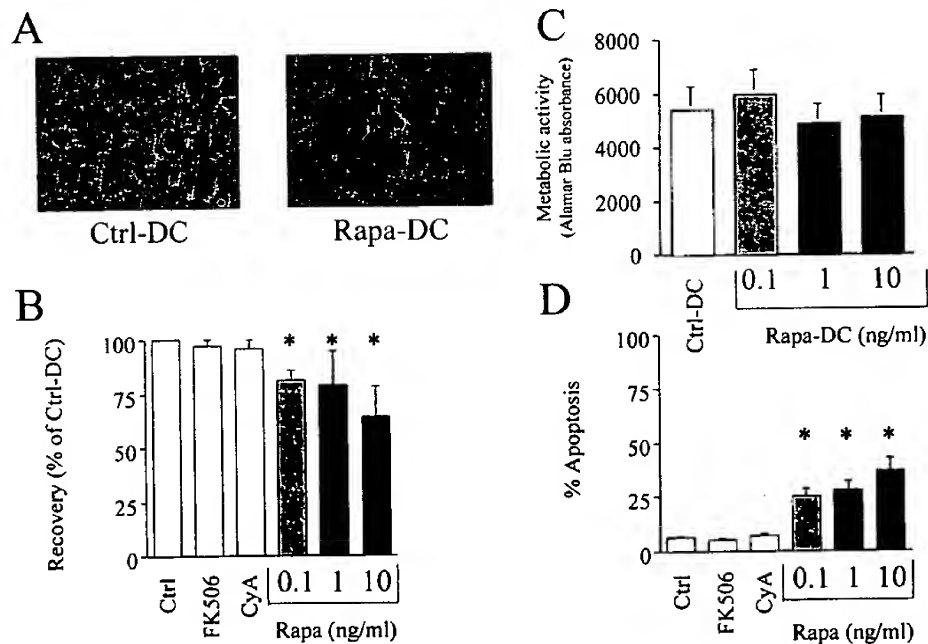 A
Ctrl-DC
Rapa-DC
B
Recovery (% of Ctrl-DC)
100
75
50
25
0
* * *
Ctrl
FK506
CyA
0.1 1 10
Rapa (ng/ml)
C
Metabolic activity
(Alamar Blu absorbance)
8000
6000
4000
2000
0
Ctrl-DC
0.1 1 10
Rapa-DC (ng/ml)
D
% Apoptosis
100
75
50
25
0
* * *
Ctrl
FK506
CyA
0.1 1 10
Rapa (ng/ml)